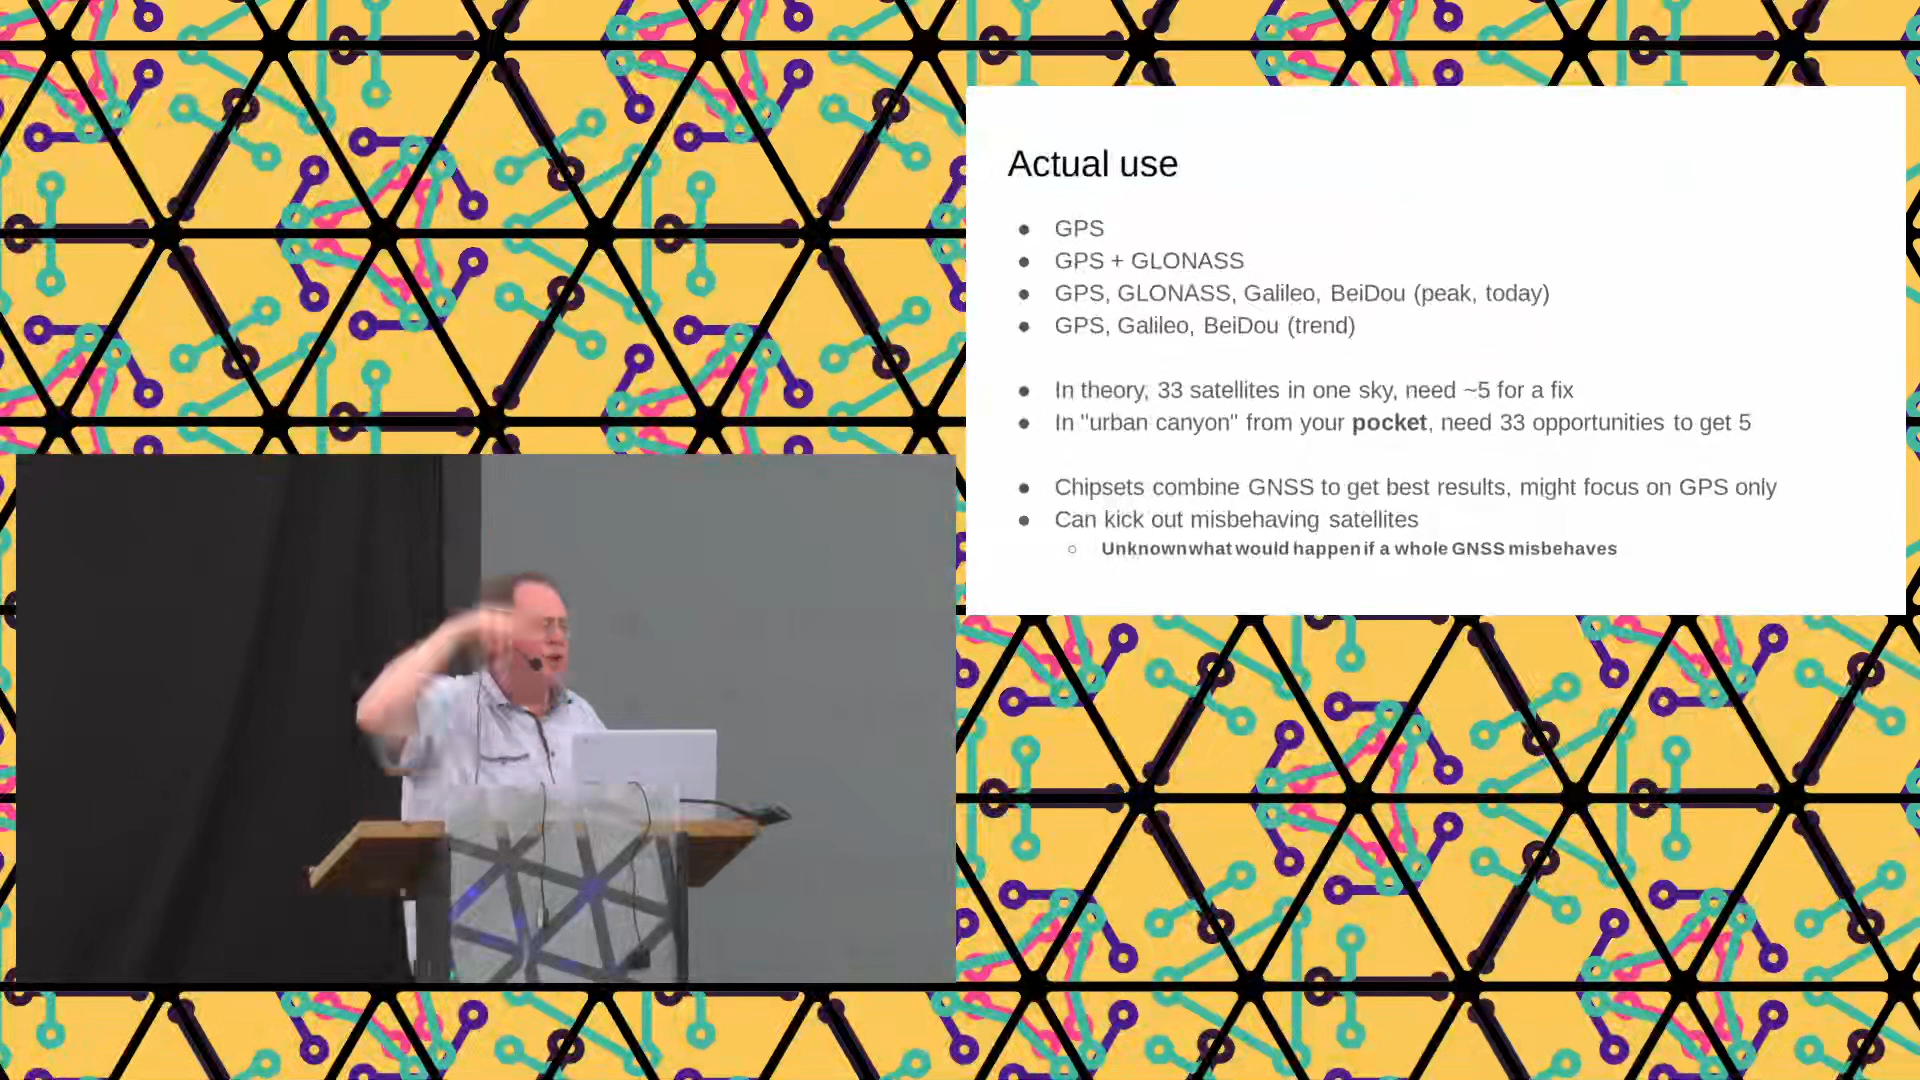 Actual use
GPS
GPS + GLONASS
GPS, GLONASS, Galileo, BeiDou (peak, today)
GPS, Galileo, BeiDou (trend)
In theory, 33 satellites in one sky, need ~5 for a fix
In "urban canyon" from your pocket, need 33 opportunities to get 5
Chipsets combine GNSS to get best results, might focus on GPS only
Can kick out misbehaving satellites
Unknown what would happen if a whole GNSS misbehaves